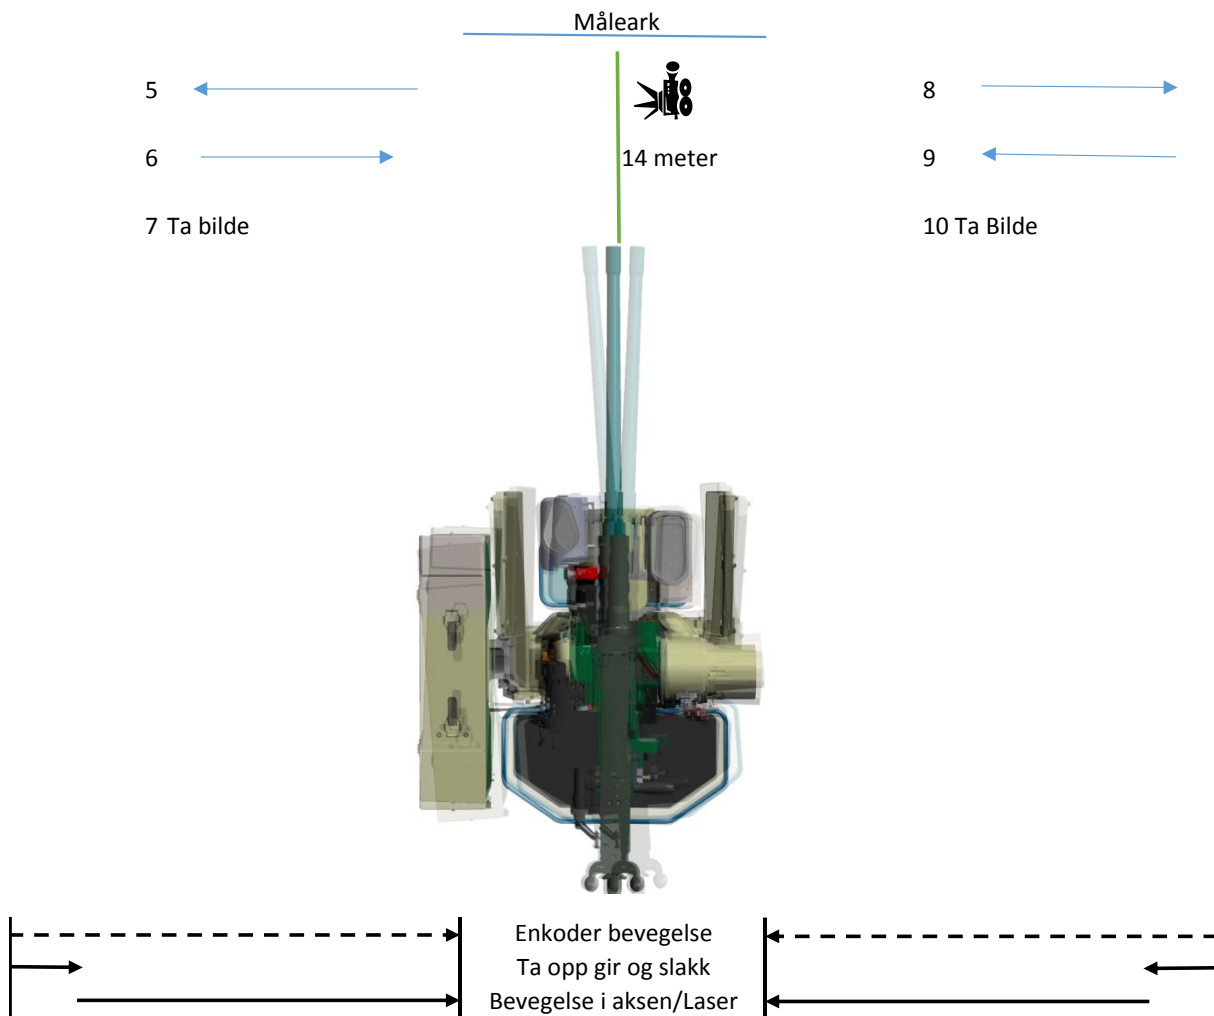 Måleark
5
8
6
14 meter
9
7 Ta bilde
10 Ta Bilde
Enkoder bevegelse
Ta opp gir og slakk
Bevegelse i aksen/Laser